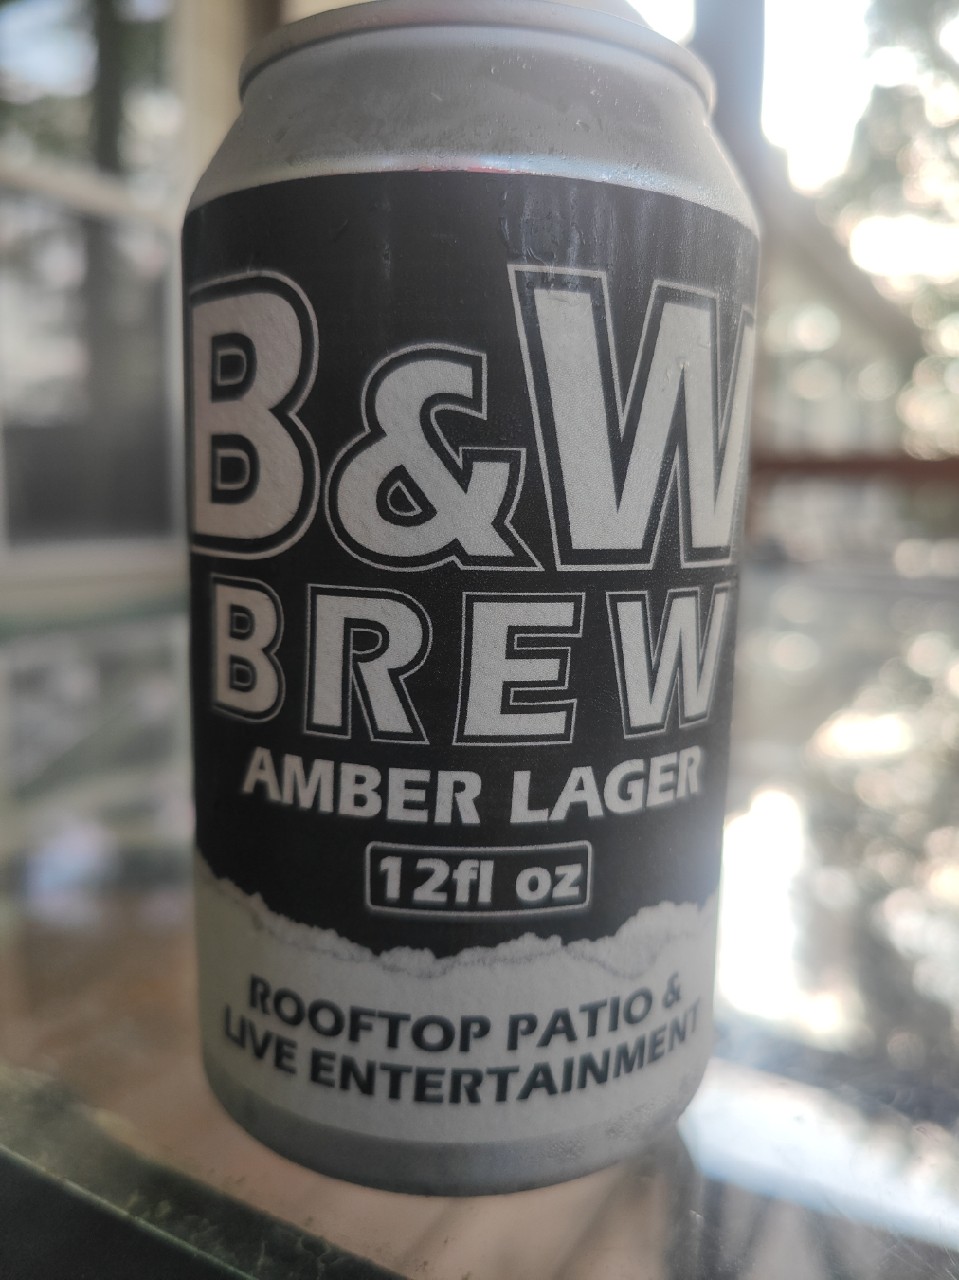 B&W
BREW
AMBER LAGER
12fl oz
ROOFTOP PATIO &
LIVE ENTERTAINMENT